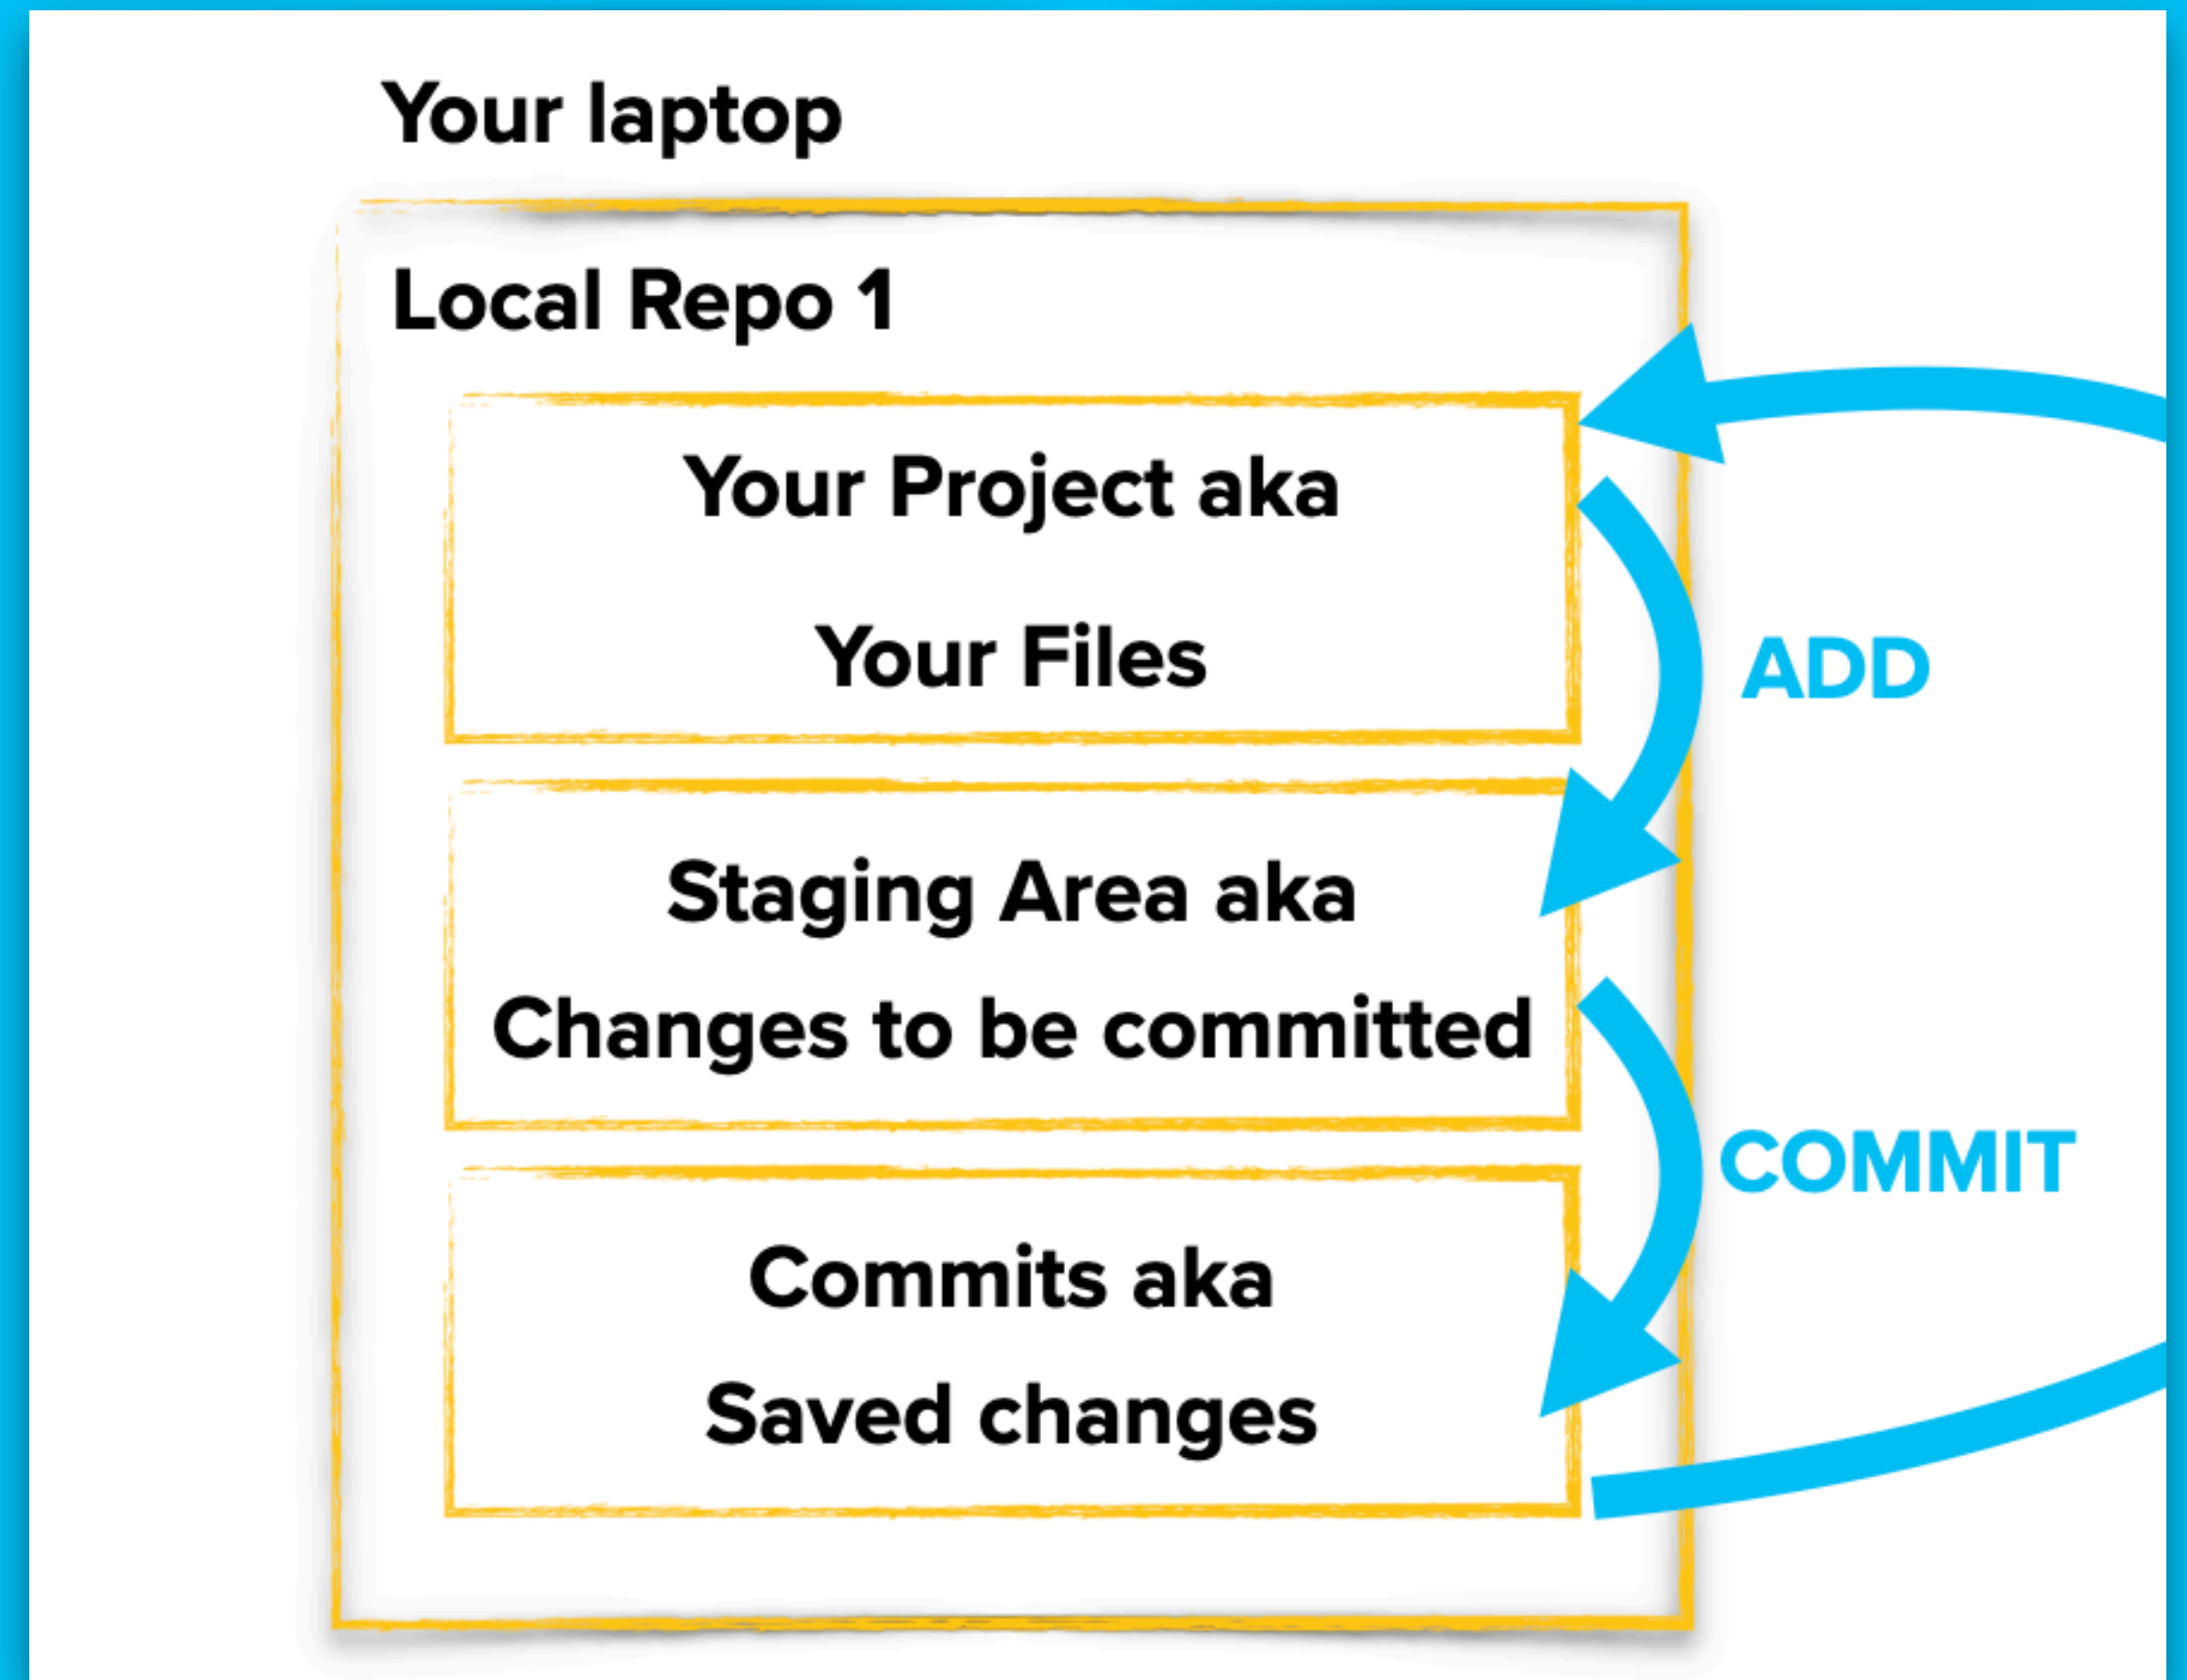 Your laptop
Local Repo 1
Your Project aka
Your Files
ADD
Staging Area aka
Changes to be committed
COMMIT
Commits aka
Saved changes